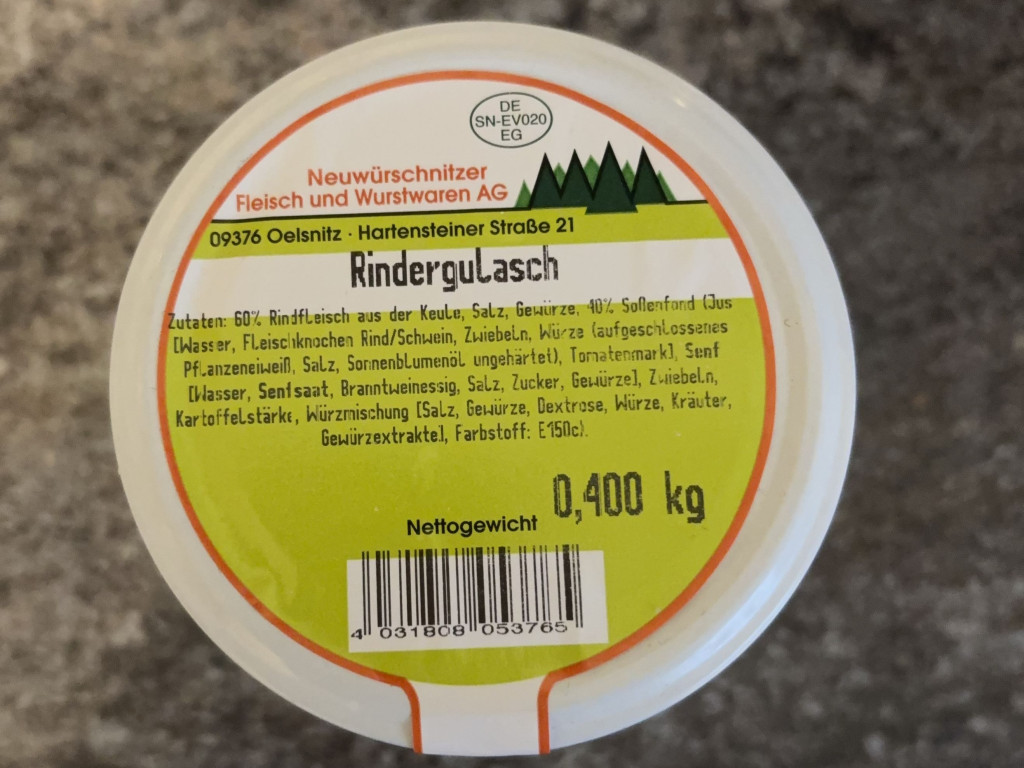 DE
SN-EV020
EG
Neuwürschnitzer
Fleisch und Wurstwaren AG
09376 Oelsnitz · Hartensteiner Straße 21
Rindergulasch
Zutaten: 60% Rindfleisch aus der Keule, Salz, Gewürze, 40% Soßenfond (Jus
[Wasser, Fleischknochen Rind/Schwein, Zwiebeln, Würze (aufgeschlossenes
Pflanzeneiweiß, Salz, Sonnenblumenöl ungehärtet), Tomatenmark], Senf
[Wasser, Senfsaat, Branntweinessig, Salz, Zucker, Gewürze], Zwiebeln,
Kartoffelstärke, Würzmischung [Salz, Gewürze, Dextrose, Würze, Kräuter,
Gewürzextrakte], Farbstoff: E150c).
Nettogewicht 0,400 kg
4 031808 053765